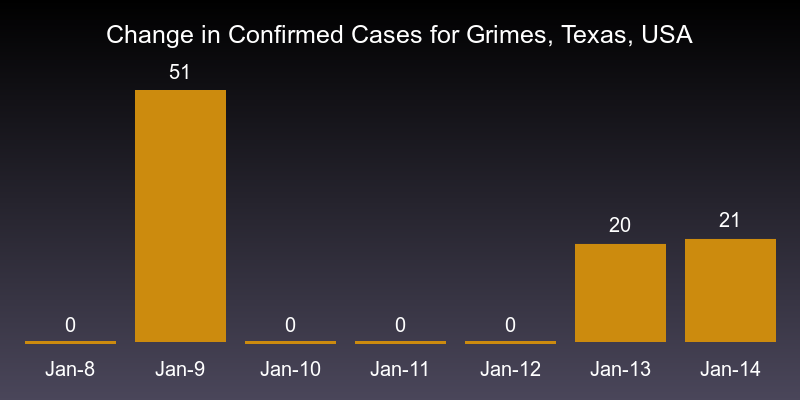 Change in Confirmed Cases for Grimes, Texas, USA
51
21
20
0
0
0
0
Jan-8
Jan-9
Jan-10
Jan-11
Jan-12
Jan-13
Jan-14